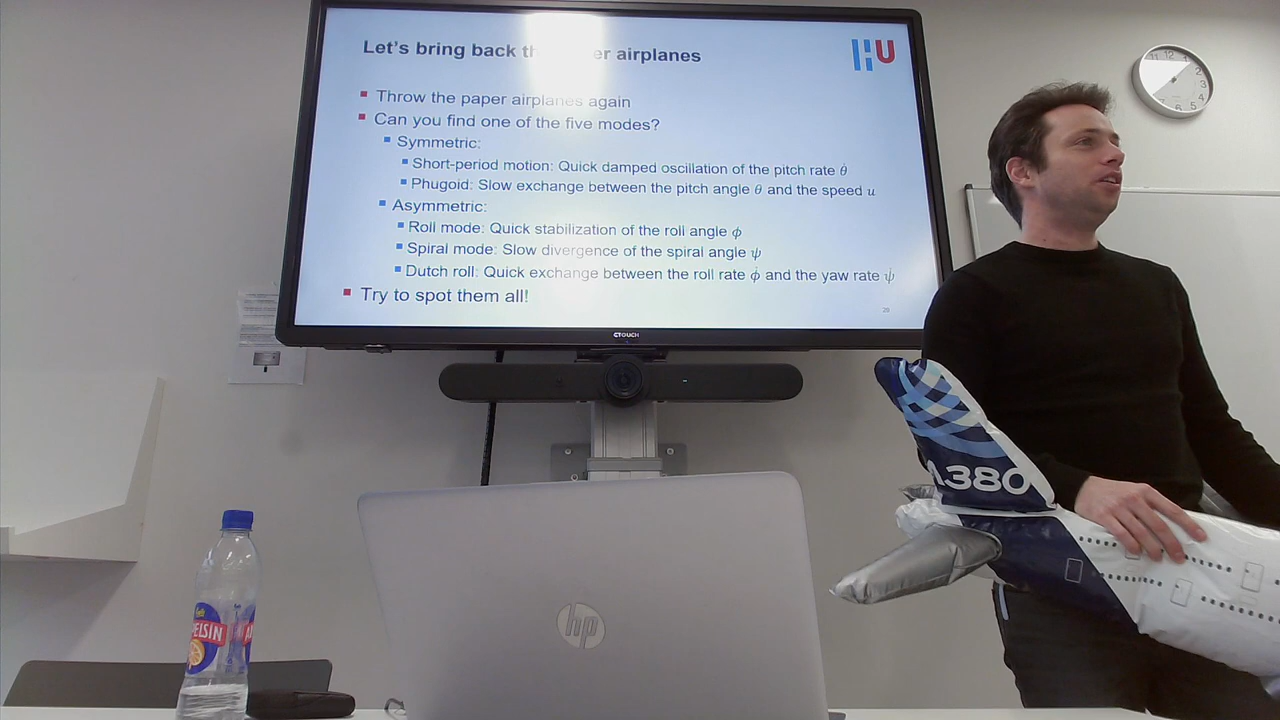 Let's bring back er airplanes
HU
Throw the paper airplanes again
Can you find one of the five modes?
Symmetric:
Short-period motion: Quick damped oscillation of the pitch rate θ̇
Phugoid: Slow exchange between the pitch angle θ and the speed u
Asymmetric:
Roll mode: Quick stabilization of the roll angle ϕ
Spiral mode: Slow divergence of the spiral angle ψ
Dutch roll: Quick exchange between the roll rate ϕ̇ and the yaw rate ψ̇
Try to spot them all!
29
CTOUCH
A380
hp